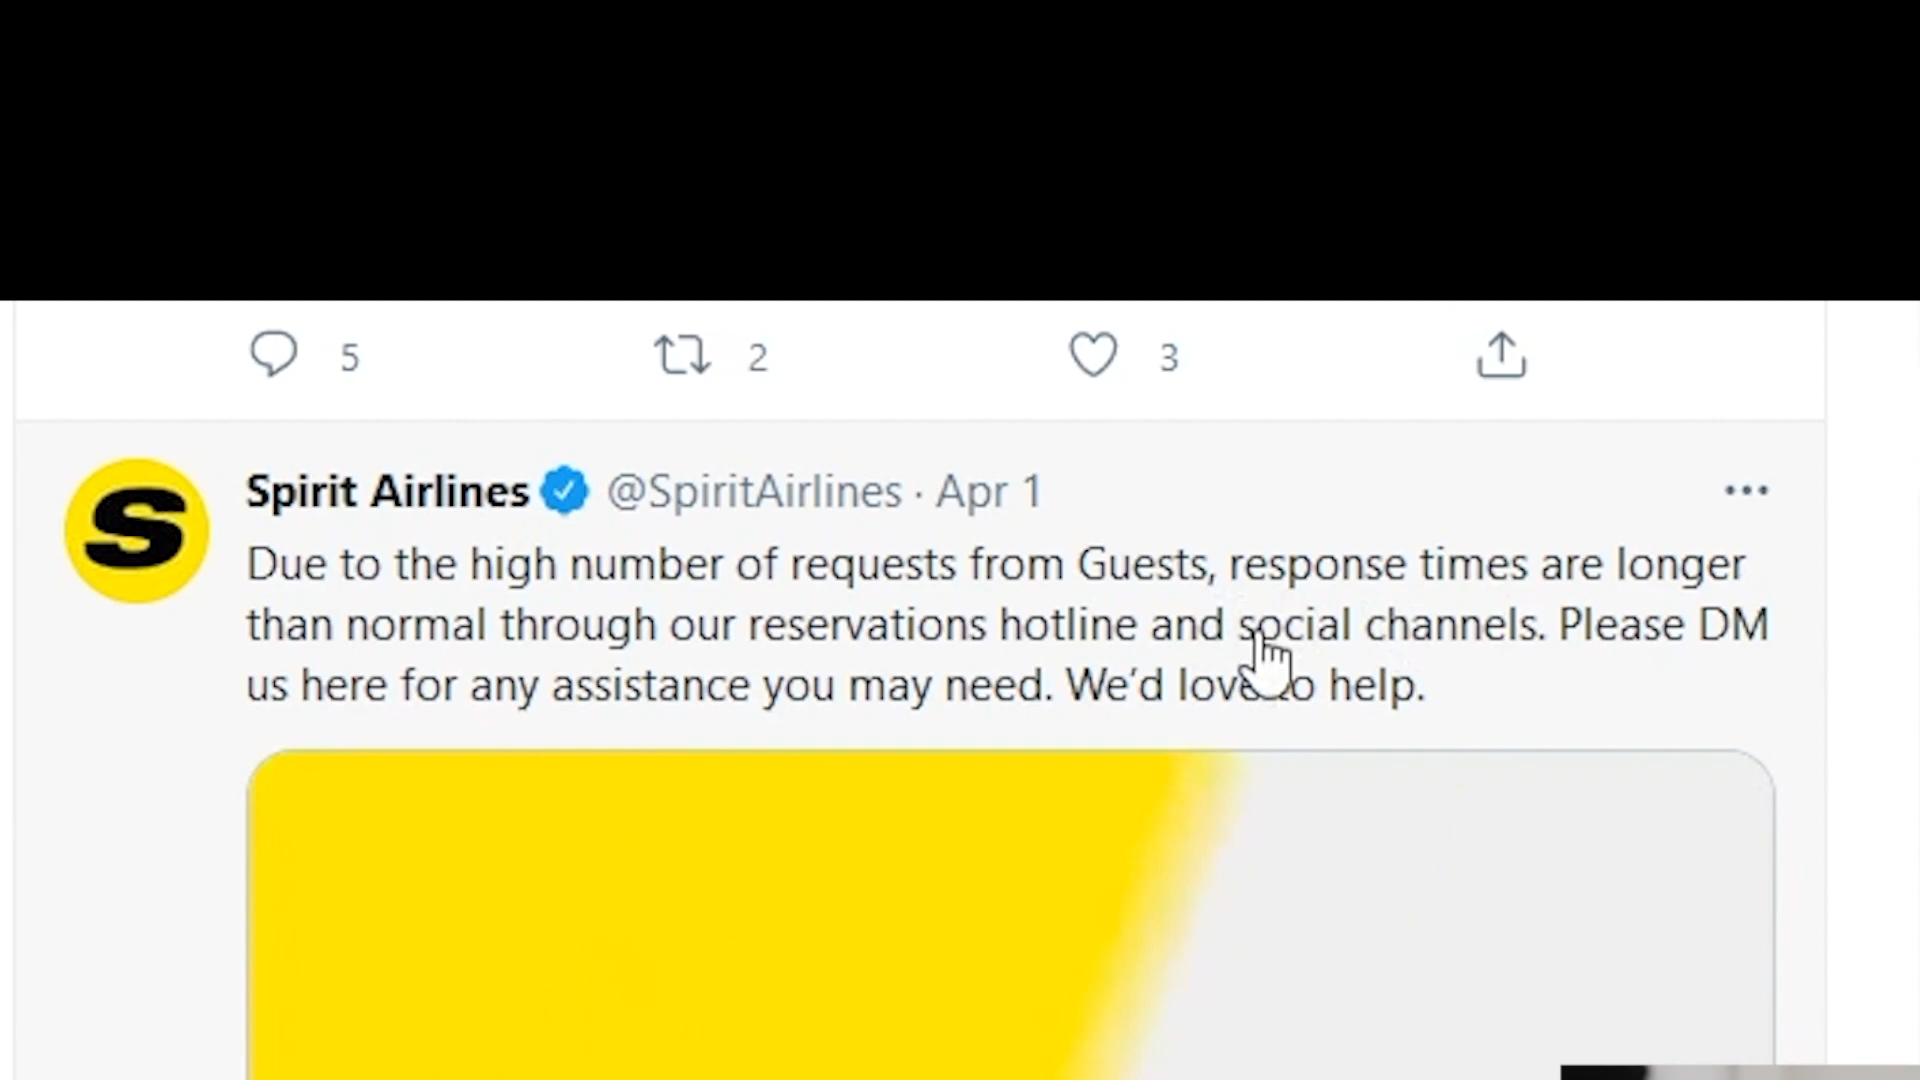 5 2 3
Spirit Airlines @SpiritAirlines · Apr 1
S
Due to the high number of requests from Guests, response times are longer
than normal through our reservations hotline and social channels. Please DM
us here for any assistance you may need. We’d love to help.